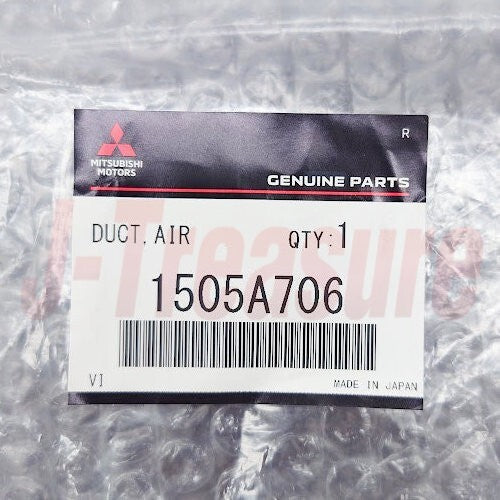 R
MITSUBISHI
MOTORS
GENUINE PARTS
DUCT, AIR QTY:1
J-Treasure
1505A706
VI MADE IN JAPAN